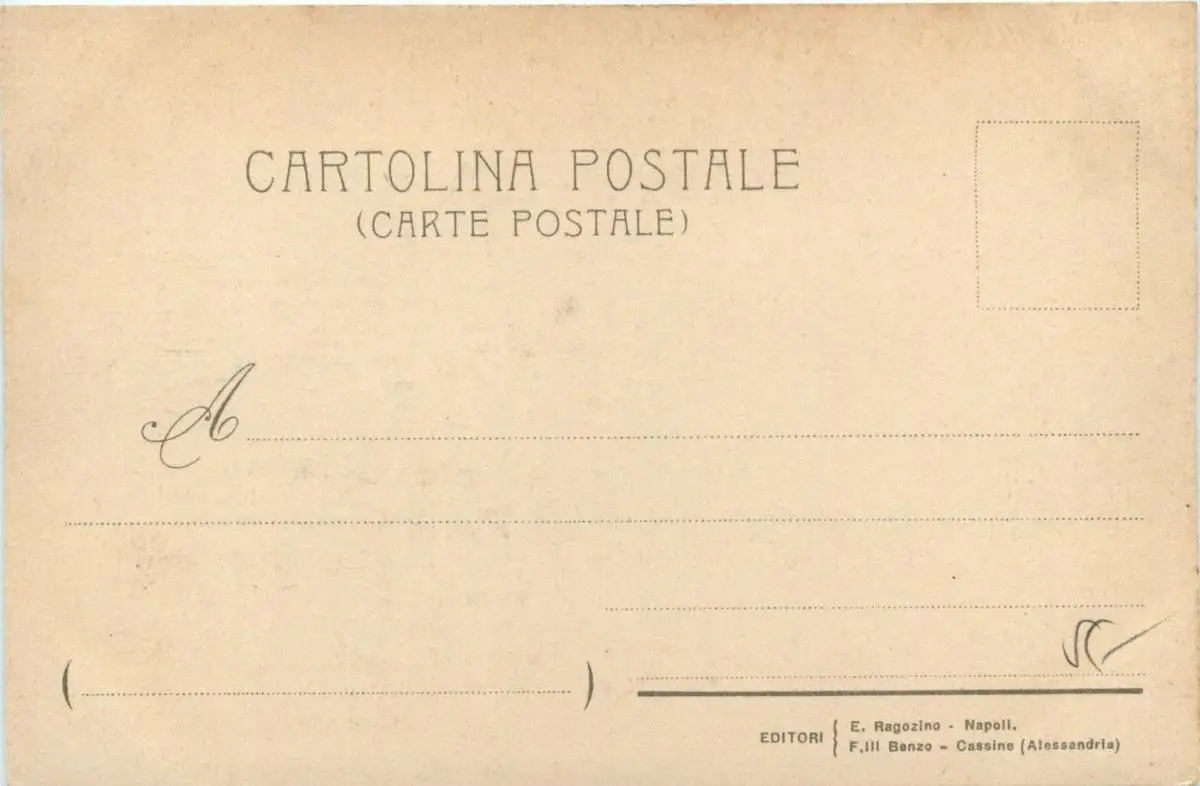 CARTOLINA POSTALE
(CARTE POSTALE)
A
( )
EDITORI { E. Ragozino - Napoli.
F.lli Benzo - Cassine (Alessandria)